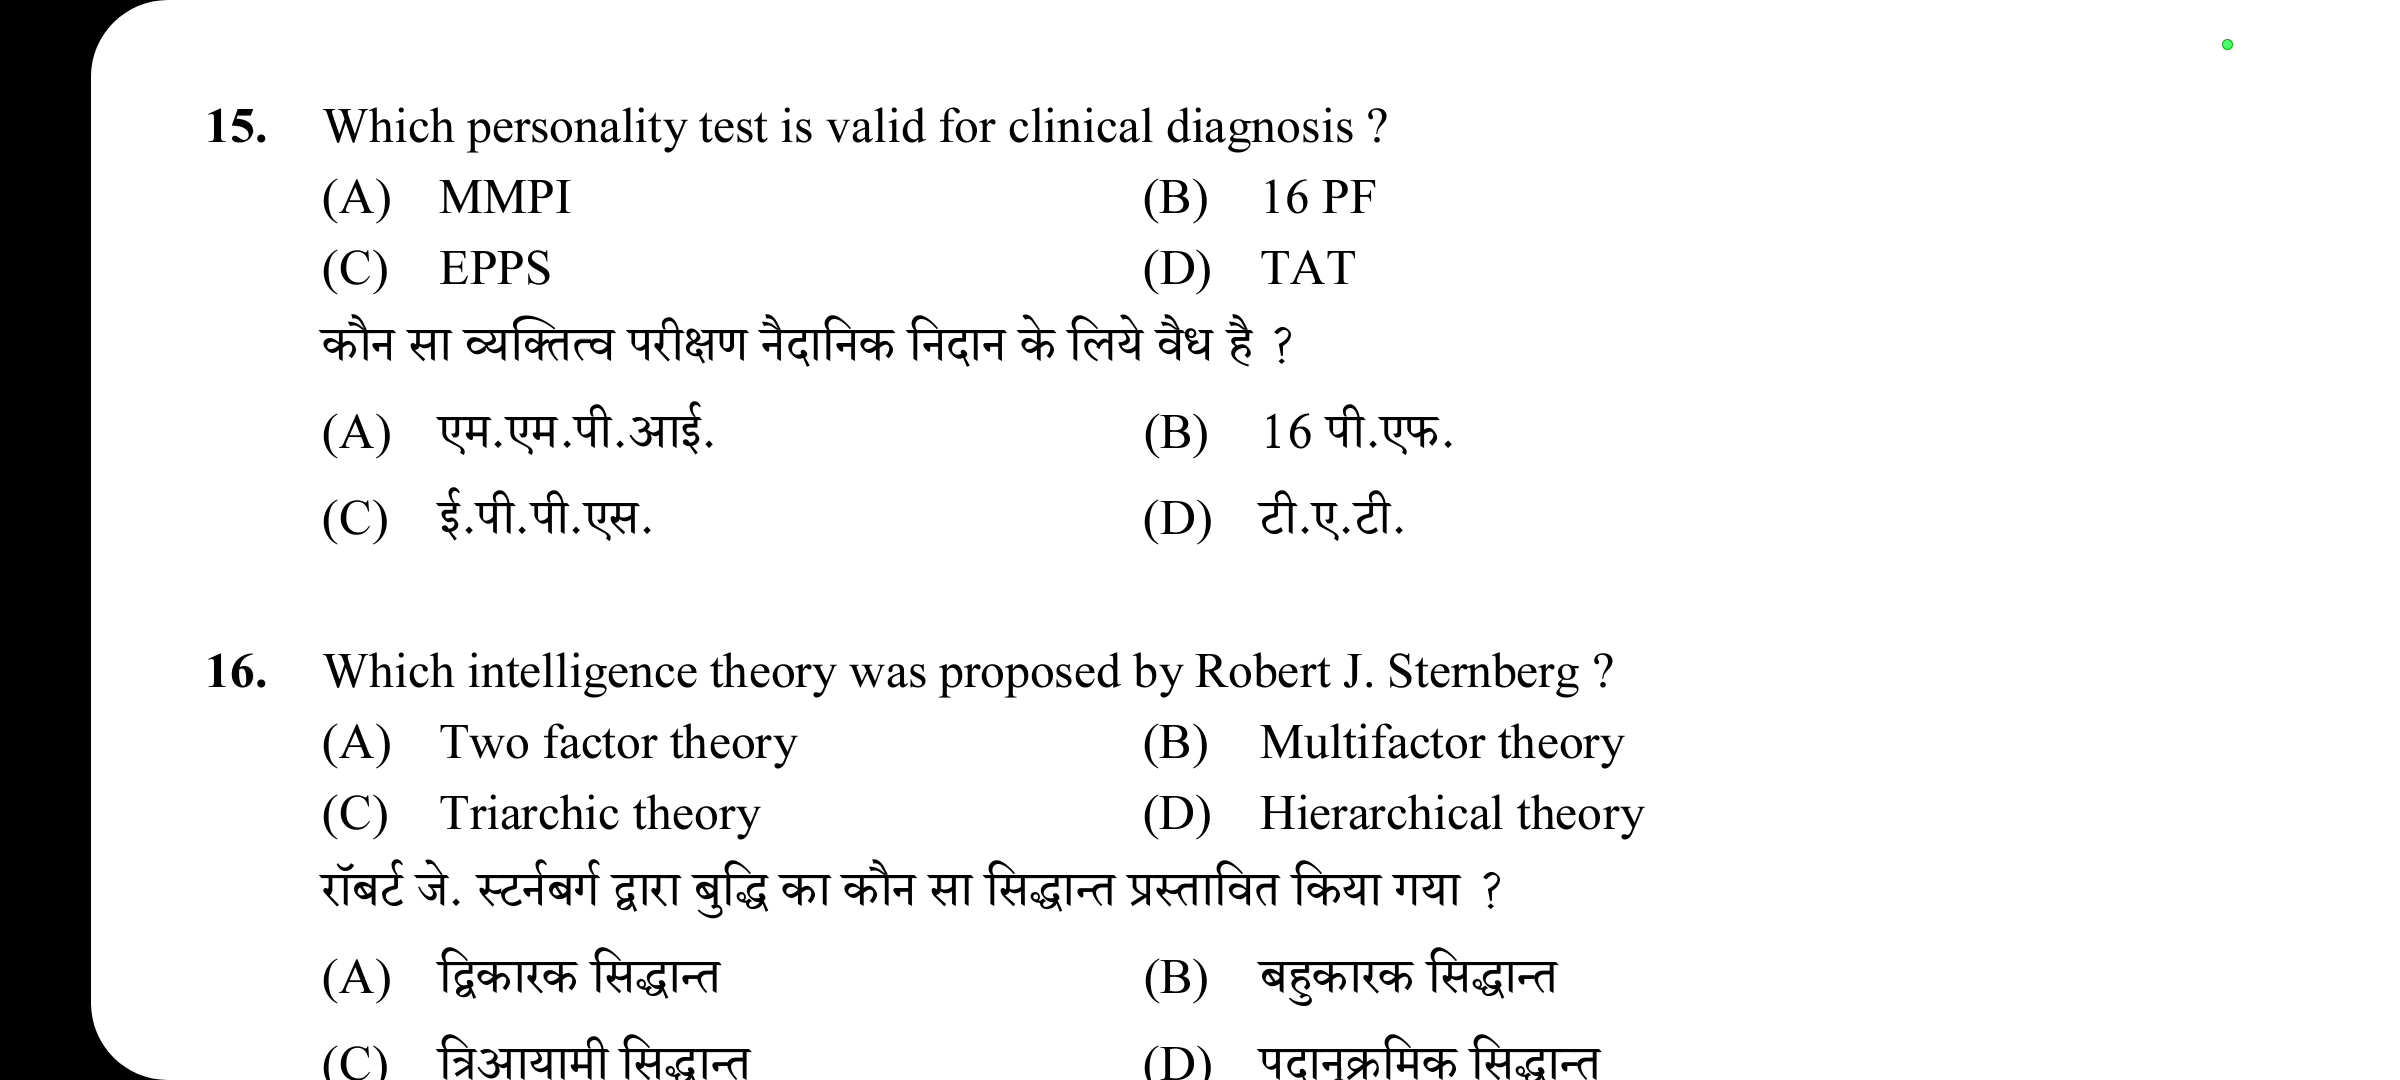 15. Which personality test is valid for clinical diagnosis ?
(A) MMPI (B) 16 PF
(C) EPPS (D) TAT
कौन सा व्यक्तित्व परीक्षण नैदानिक निदान के लिये वैध है ?
(A) एम.एम.पी.आई. (B) 16 पी.एफ.
(C) ई.पी.पी.एस. (D) टी.ए.टी.
16. Which intelligence theory was proposed by Robert J. Sternberg ?
(A) Two factor theory (B) Multifactor theory
(C) Triarchic theory (D) Hierarchical theory
रॉबर्ट जे. स्टर्नबर्ग द्वारा बुद्धि का कौन सा सिद्धान्त प्रस्तावित किया गया ?
(A) द्विकारक सिद्धान्त (B) बहुकारक सिद्धान्त
(C) त्रिआयामी सिद्धान्त (D) पदानुक्रमिक सिद्धान्त